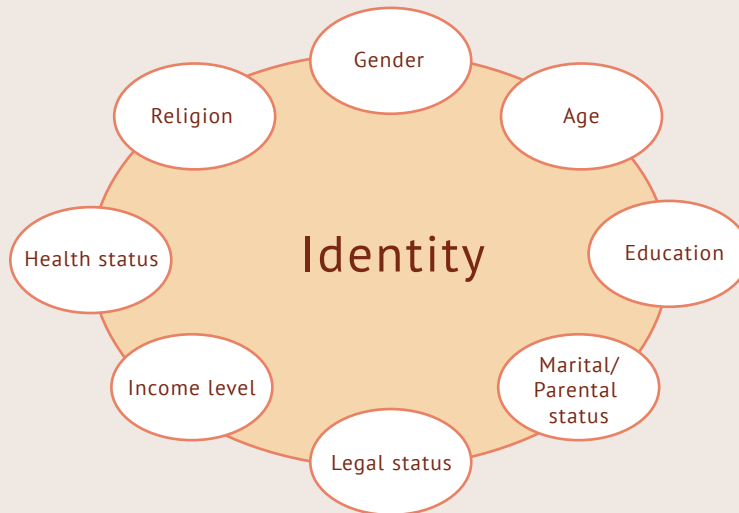 Gender
Religion
Age
Identity
Education
Health status
Marital/
Parental
status
Income level
Legal status